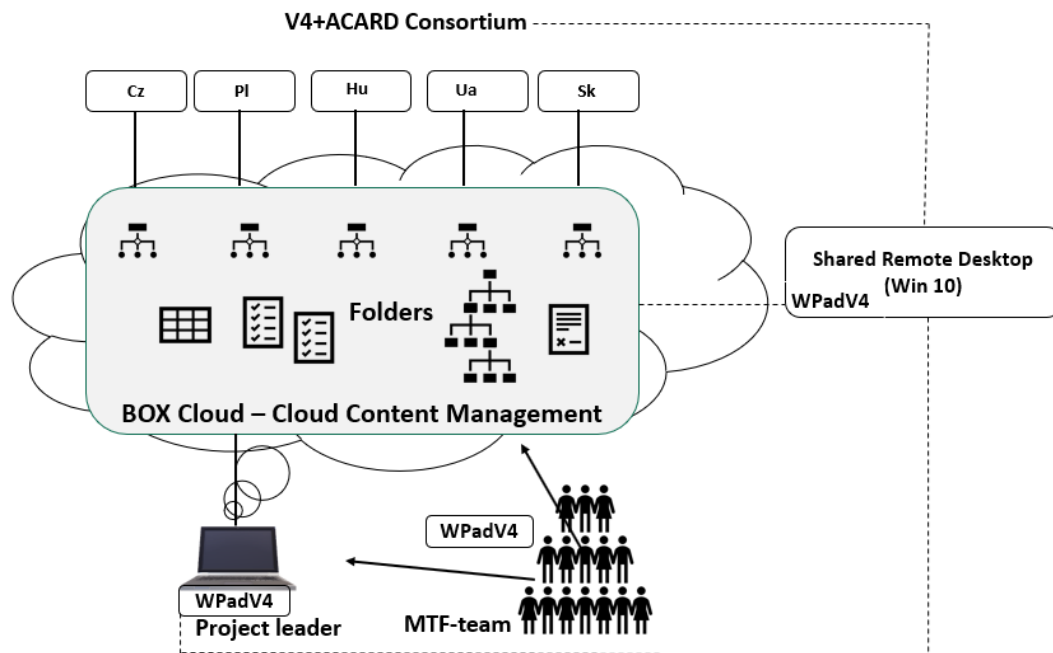 V4+ACARD Consortium
Cz
Pl
Hu
Ua
Sk
Shared Remote Desktop
(Win 10)
WPadV4
Folders
BOX Cloud – Cloud Content Management
WPadV4
WPadV4
Project leader
MTF-team